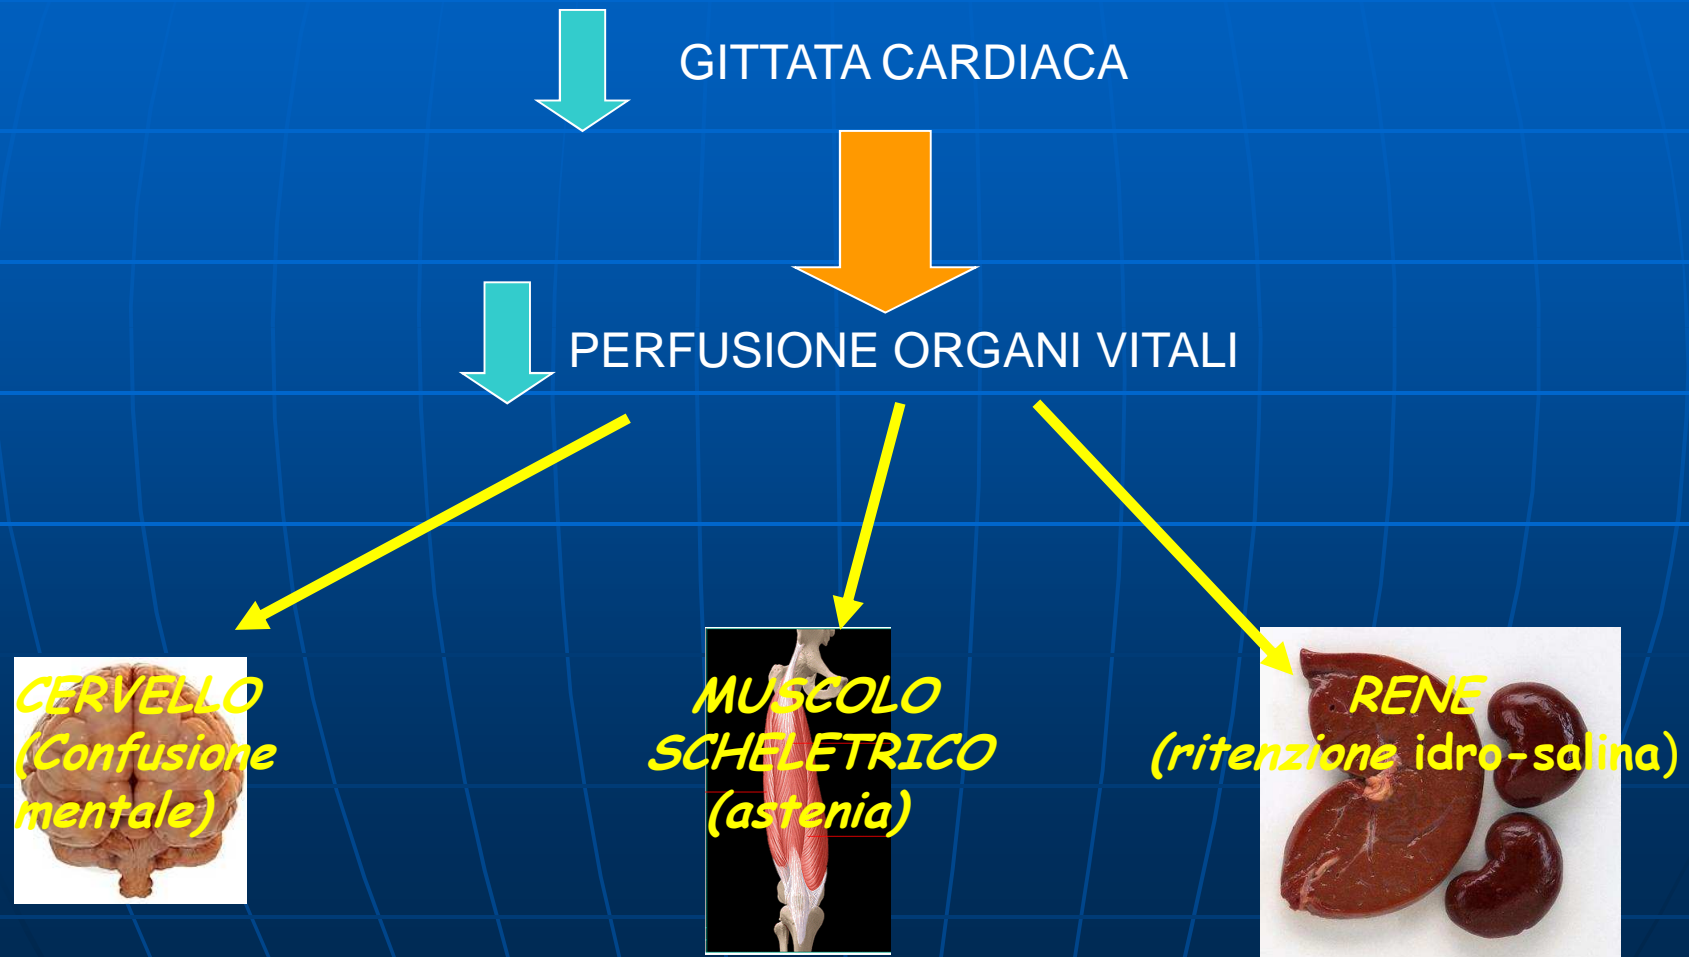 GITTATA CARDIACA
PERFUSIONE ORGANI VITALI
CERVELLO
(Confusione
mentale)
MUSCOLO
SCHELETRICO
(astenia)
RENE
(ritenzione idro-salina)